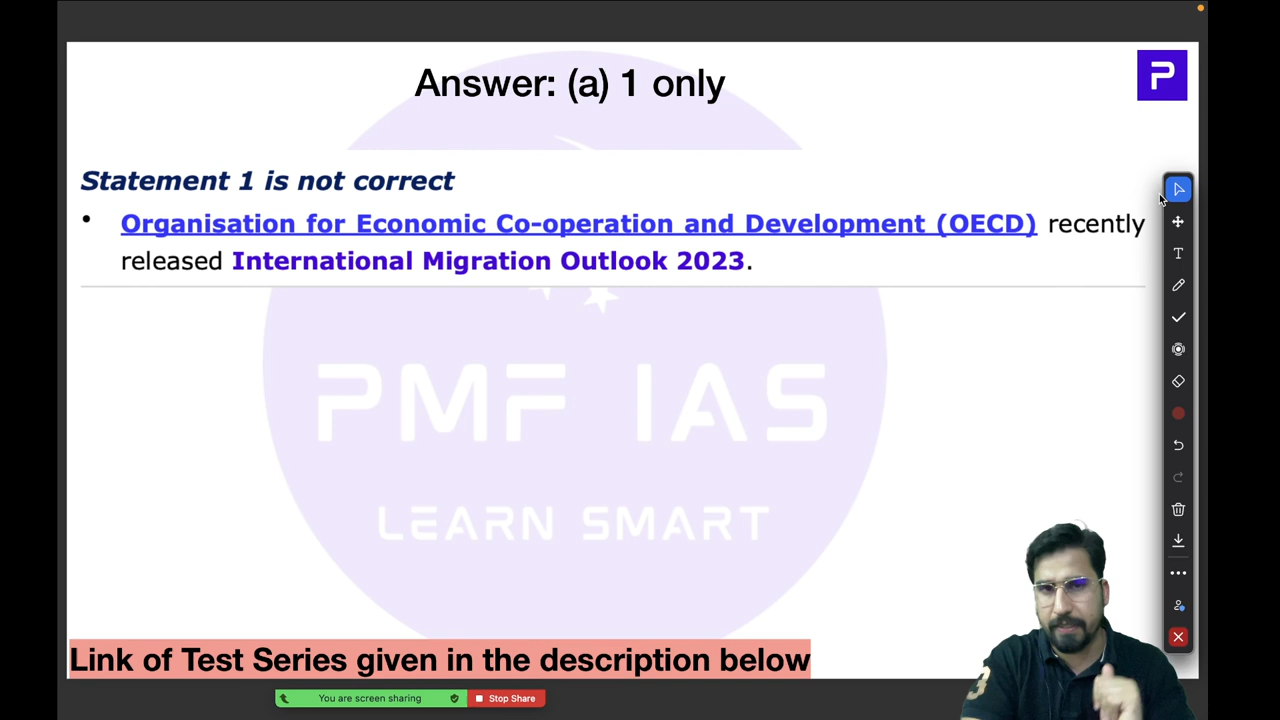 Answer: (a) 1 only
P
Statement 1 is not correct
• Organisation for Economic Co-operation and Development (OECD) recently
released International Migration Outlook 2023.
PMF IAS
LEARN SMART
T
3
Link of Test Series given in the description below
You are screen sharing
Stop Share